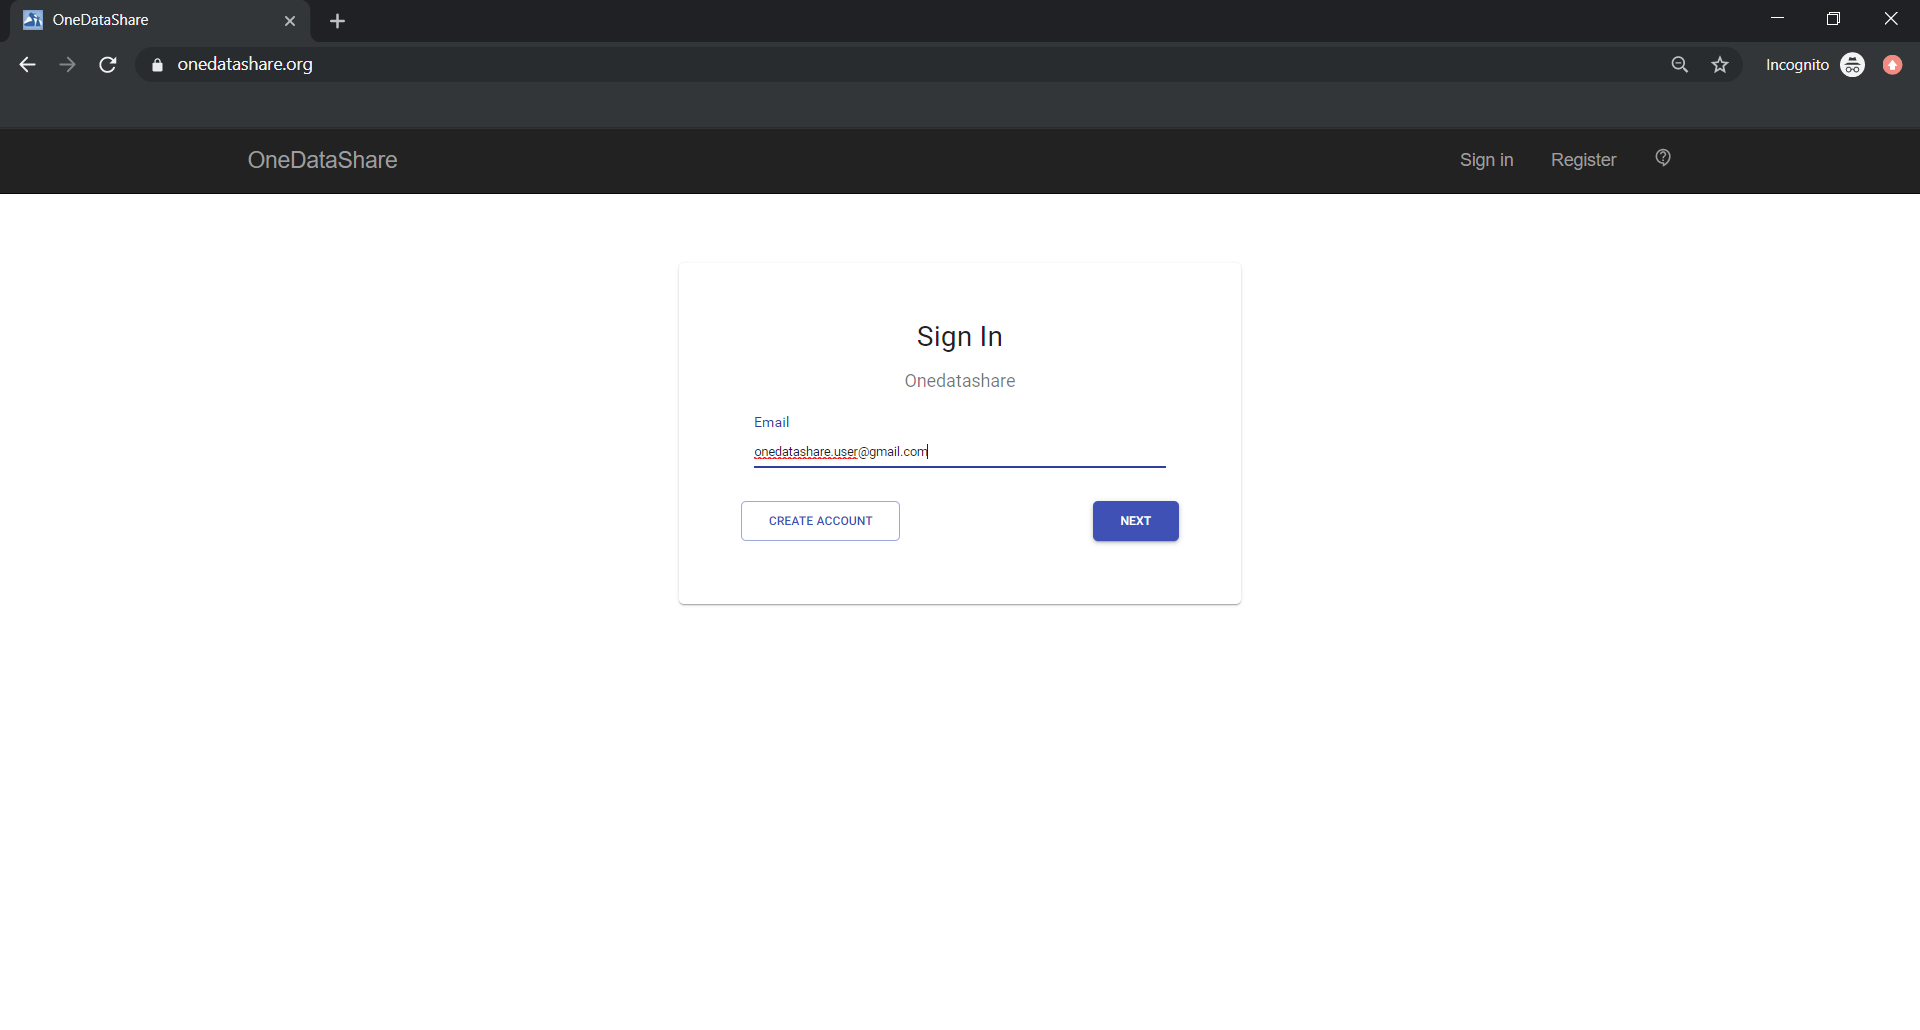 OneDataShare
onedatashare.org
Incognito
OneDataShare
Sign in
Register
Sign In
Onedatashare
Email
onedatashare.user@gmail.com
CREATE ACCOUNT
NEXT